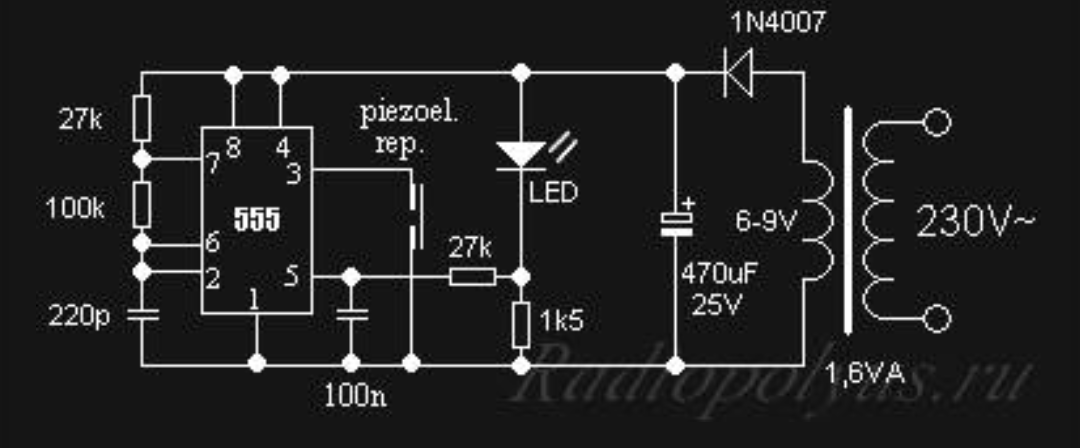 1N4007
27k
piezoel.
rep.
8 4
7
3
LED
100k
555
6-9V
230V~
27k
6
2
5
470uF
25V
+
1
220p
1k5
1,6VA
100n
Radiopolyus.ru